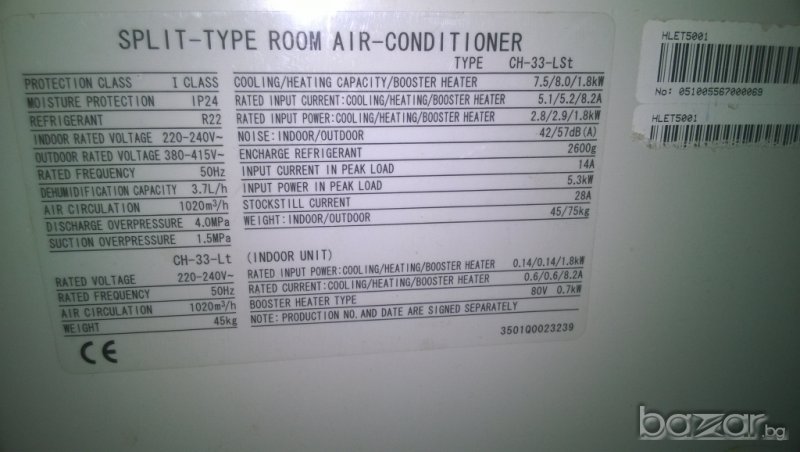 SPLIT-TYPE ROOM AIR-CONDITIONER
TYPE CH-33-LSt
PROTECTION CLASS I CLASS
MOISTURE PROTECTION IP24
REFRIGERANT R22
INDOOR RATED VOLTAGE 220-240V~
OUTDOOR RATED VOLTAGE 380-415V~
RATED FREQUENCY 50Hz
DEHUMIDIFICATION CAPACITY 3.7L/h
AIR CIRCULATION 1020m³/h
DISCHARGE OVERPRESSURE 4.0MPa
SUCTION OVERPRESSURE 1.5MPa
COOLING/HEATING CAPACITY/BOOSTER HEATER 7.5/8.0/1.8kW
RATED INPUT CURRENT:COOLING/HEATING/BOOSTER HEATER 5.1/5.2/8.2A
RATED INPUT POWER:COOLING/HEATING/BOOSTER HEATER 2.8/2.9/1.8kW
NOISE:INDOOR/OUTDOOR 42/57dB(A)
ENCHARGE REFRIGERANT 2600g
INPUT CURRENT IN PEAK LOAD 14A
INPUT POWER IN PEAK LOAD 5.3kW
STOCKSTILL CURRENT 28A
WEIGHT:INDOOR/OUTDOOR 45/75kg
CH-33-Lt (INDOOR UNIT)
RATED VOLTAGE 220-240V~
RATED FREQUENCY 50Hz
AIR CIRCULATION 1020m³/h
WEIGHT 45kg
RATED INPUT POWER:COOLING/HEATING/BOOSTER HEATER 0.14/0.14/1.8kW
RATED CURRENT:COOLING/HEATING/BOOSTER HEATER 0.6/0.6/8.2A
BOOSTER HEATER TYPE 80V 0.7kW
NOTE: PRODUCTION NO. AND DATE ARE SIGNED SEPARATELY
CE
3501Q0023239
HLET5001
No: 051005567000069
HLET5001
bazar.bg